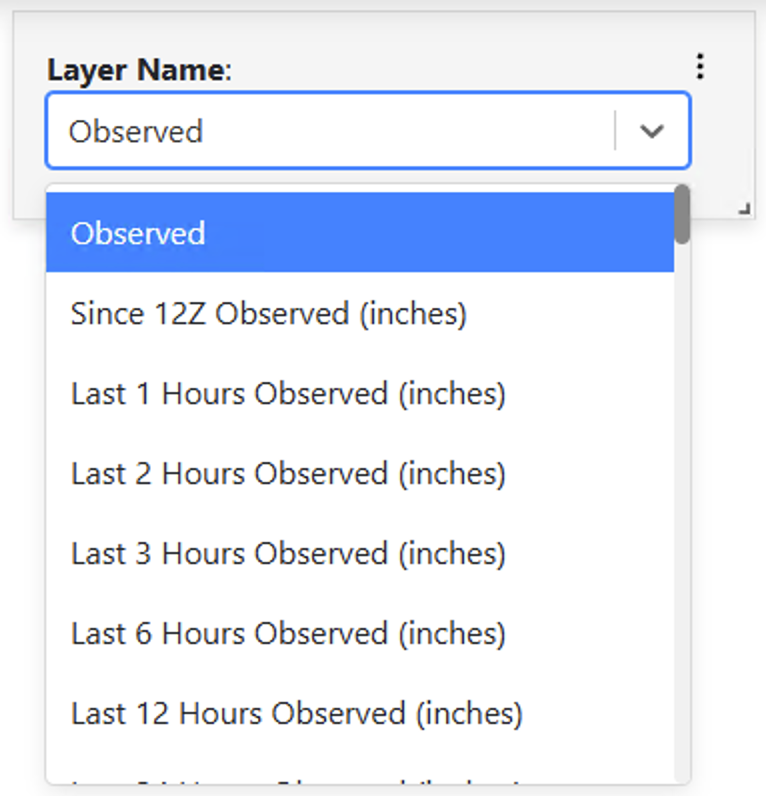 Layer Name:
Observed
Observed
Since 12Z Observed (inches)
Last 1 Hours Observed (inches)
Last 2 Hours Observed (inches)
Last 3 Hours Observed (inches)
Last 6 Hours Observed (inches)
Last 12 Hours Observed (inches)